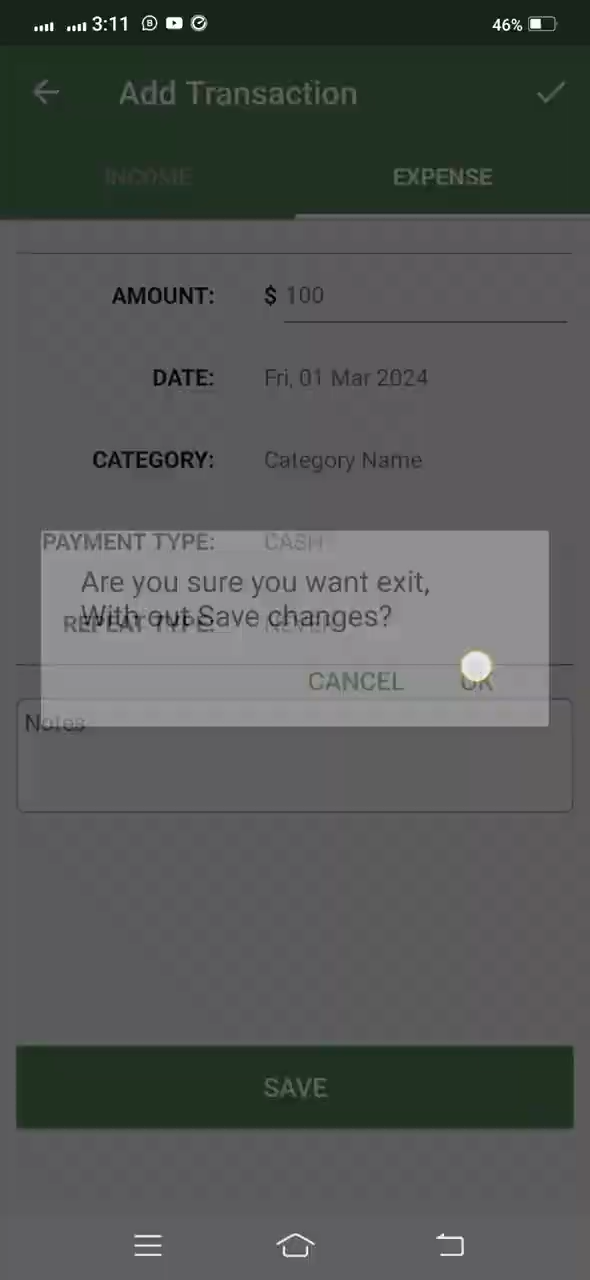 3:11
46%
Add Transaction
INCOME
EXPENSE
AMOUNT:
$ 100
DATE:
Fri, 01 Mar 2024
CATEGORY:
Category Name
PAYMENT TYPE:
CASH
Are you sure you want exit,
With out Save changes?
REPEAT TYPE:
NEVER
CANCEL
OK
Notes
SAVE